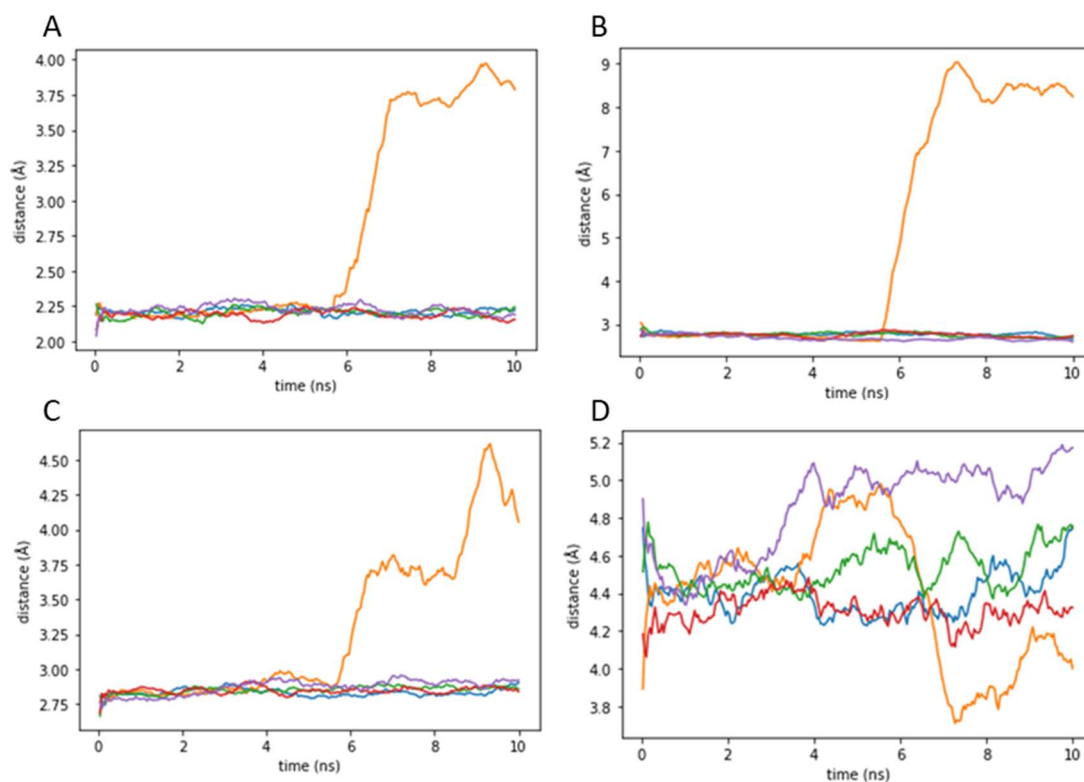 A
4.00
3.75
3.50
3.25
3.00
2.75
2.50
2.25
2.00
distance (Å)
0 2 4 6 8 10
time (ns)
B
9
8
7
6
5
4
3
distance (Å)
0 2 4 6 8 10
time (ns)
C
4.50
4.25
4.00
3.75
3.50
3.25
3.00
2.75
distance (Å)
0 2 4 6 8 10
time (ns)
D
5.2
4.8
4.6
4.4
4.2
4.0
3.8
distance (Å)
0 2 4 6 8 10
time (ns)